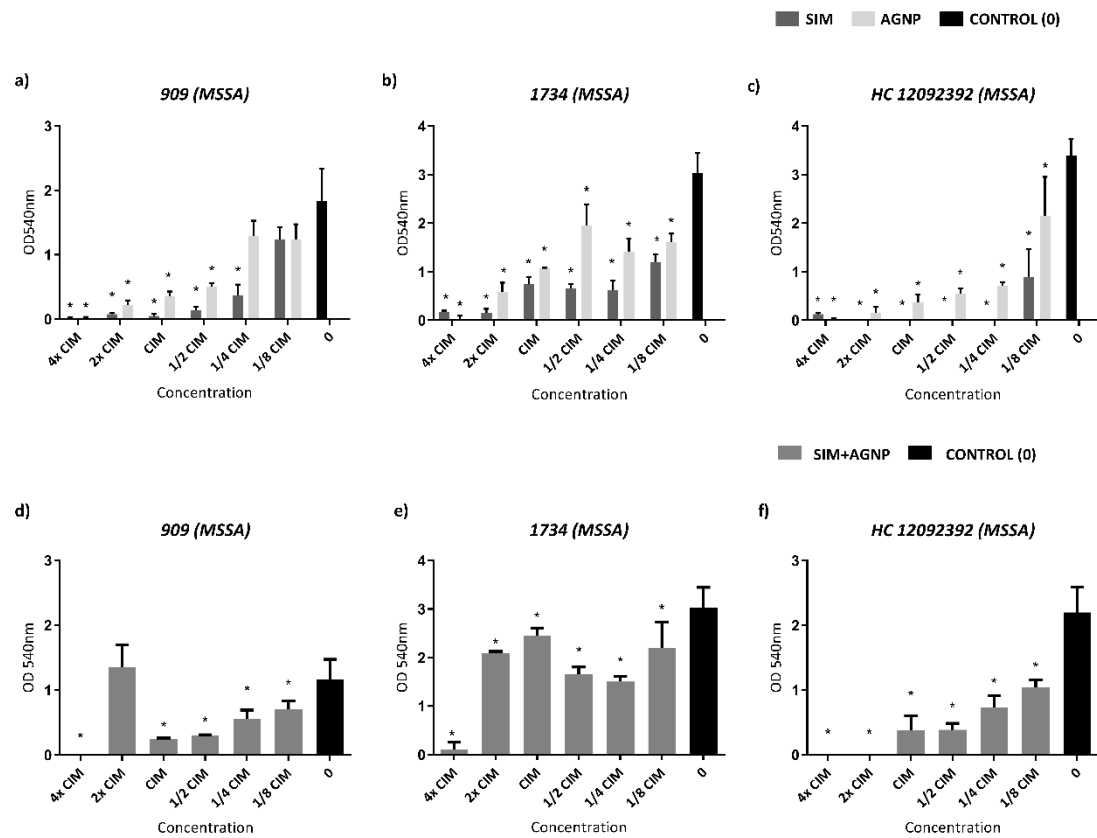 SIM AGNP CONTROL (0)
a) b) c)
909 (MSSA) 1734 (MSSA) HC 12092392 (MSSA)
3 4 4
2 3 3
1 2 2
0 1 1
0 0
OD540nm OD540nm OD540nm
* * * * * * * * *
* * * * * * * * * * * *
* * * * * * * * * * * *
4x CIM 2x CIM CIM 1/2 CIM 1/4 CIM 1/8 CIM 0
4x CIM 2x CIM CIM 1/2 CIM 1/4 CIM 1/8 CIM 0
4x CIM 2x CIM CIM 1/2 CIM 1/4 CIM 1/8 CIM 0
Concentration Concentration Concentration
SIM+AGNP CONTROL (0)
d) e) f)
909 (MSSA) 1734 (MSSA) HC 12092392 (MSSA)
3 4 3
2 3 2
1 2 1
0 1 0
0
OD 540nm OD 540nm OD 540nm
* * * * *
* * * * * *
* * * * * *
4x CIM 2x CIM CIM 1/2 CIM 1/4 CIM 1/8 CIM 0
4x CIM 2x CIM CIM 1/2 CIM 1/4 CIM 1/8 CIM 0
4x CIM 2x CIM CIM 1/2 CIM 1/4 CIM 1/8 CIM 0
Concentration Concentration Concentration